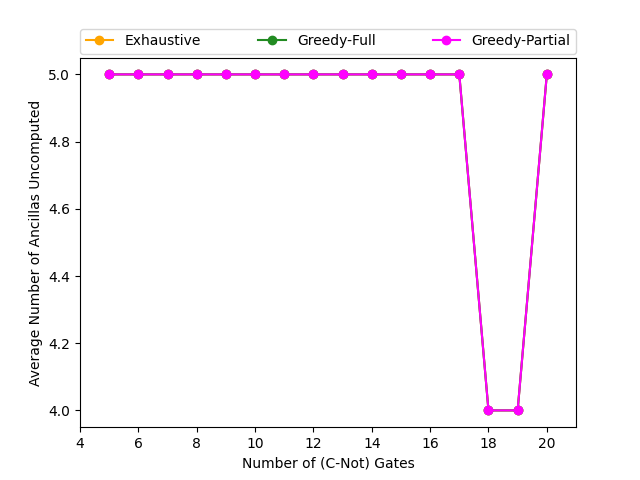 Exhaustive Greedy-Full Greedy-Partial
5.0
4.8
4.6
4.4
4.2
4.0
Average Number of Ancillas Uncomputed
4 6 8 10 12 14 16 18 20
Number of (C-Not) Gates